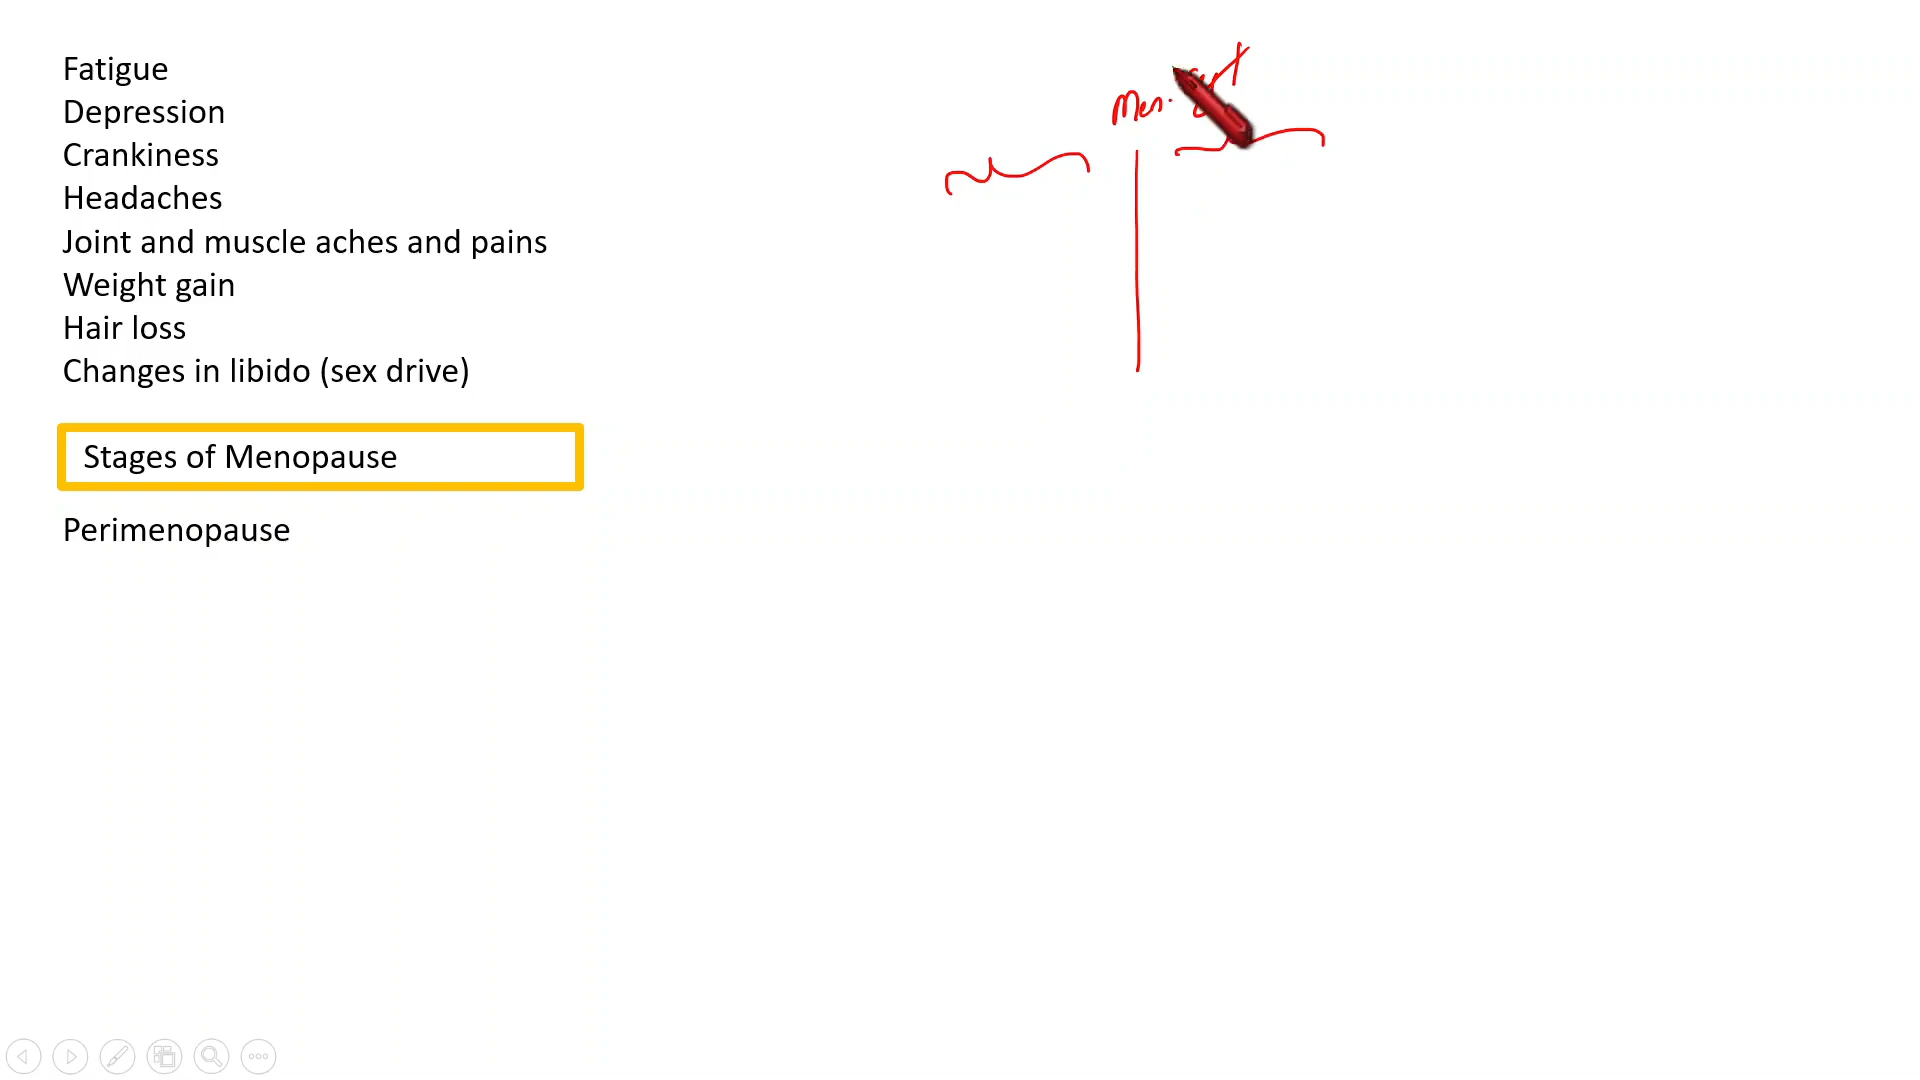 Fatigue
Depression
Crankiness
Headaches
Joint and muscle aches and pains
Weight gain
Hair loss
Changes in libido (sex drive)
Stages of Menopause
Perimenopause
Men.